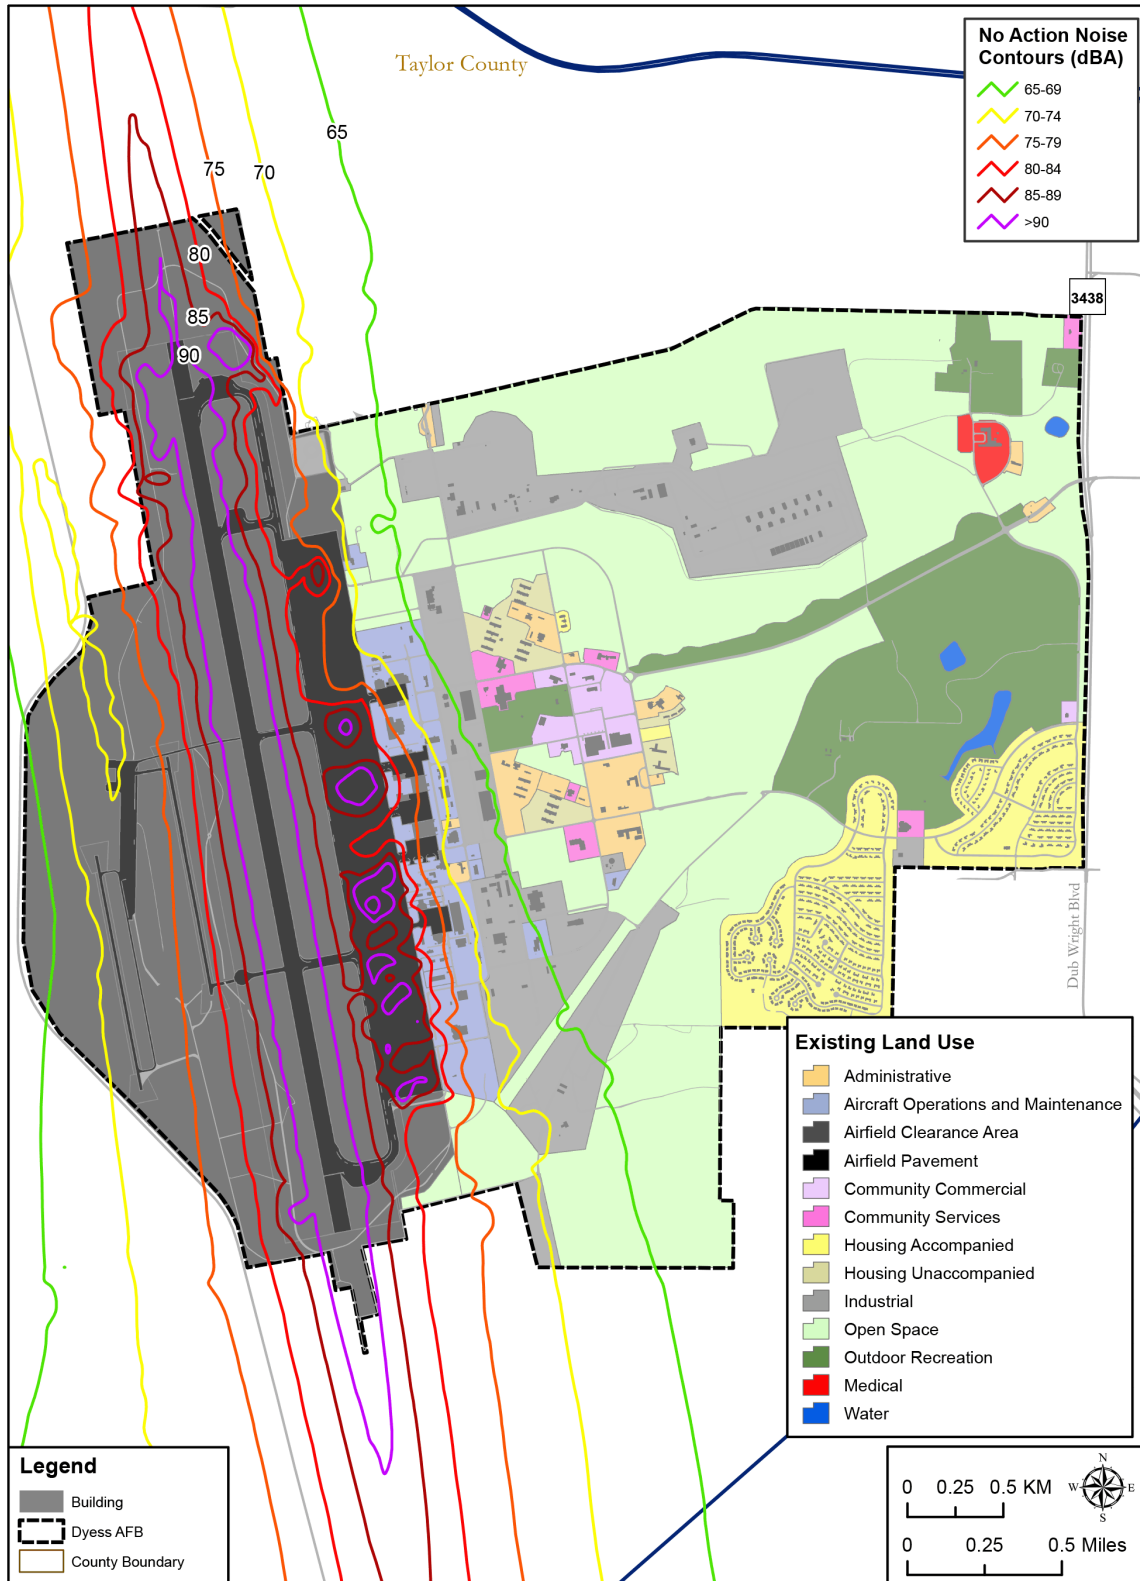 Taylor County
No Action Noise
Contours (dBA)
65-69
70-74
75-79
80-84
85-89
>90
65
75
70
80
85
90
3438
Dub Wright Blvd
Existing Land Use
Administrative
Aircraft Operations and Maintenance
Airfield Clearance Area
Airfield Pavement
Community Commercial
Community Services
Housing Accompanied
Housing Unaccompanied
Industrial
Open Space
Outdoor Recreation
Medical
Water
Legend
Building
Dyess AFB
County Boundary
0 0.25 0.5 KM
0 0.25 0.5 Miles
N
W E
S